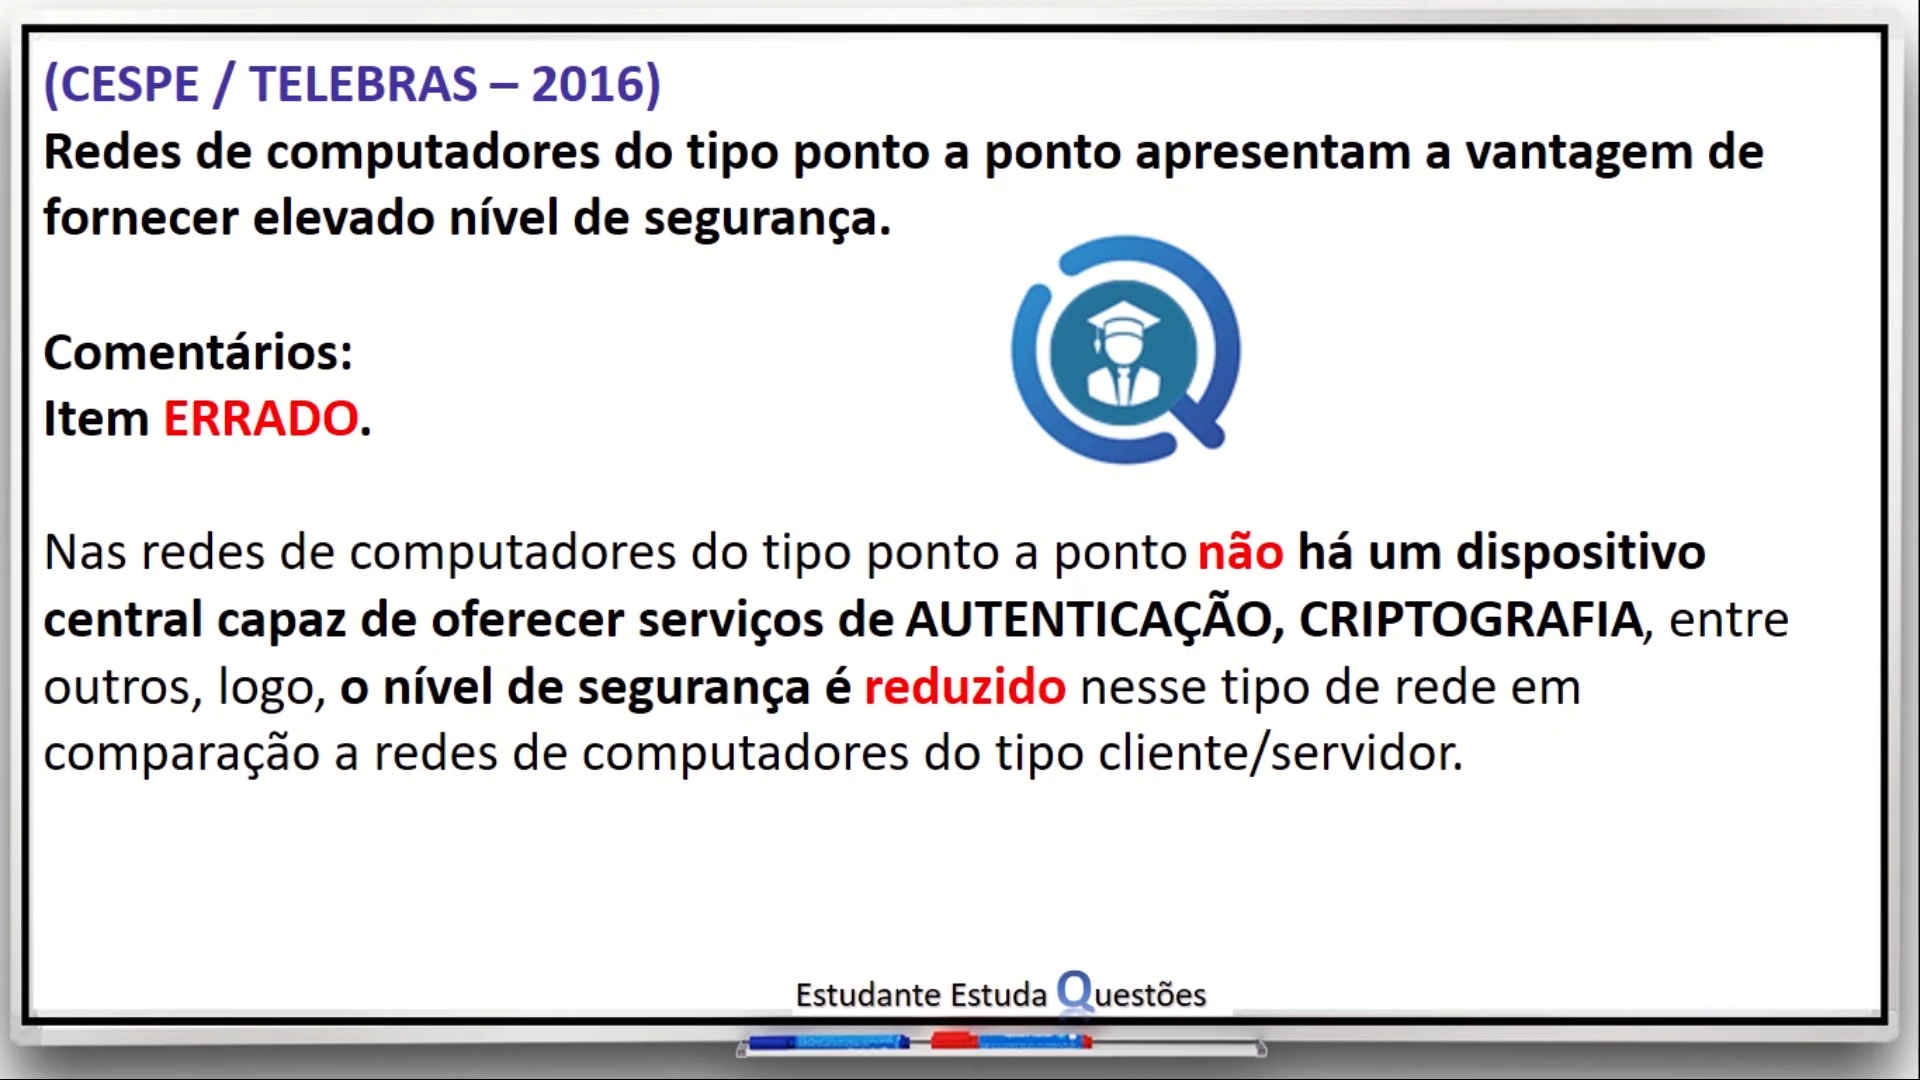 (CESPE / TELEBRAS – 2016)
Redes de computadores do tipo ponto a ponto apresentam a vantagem de
fornecer elevado nível de segurança.
Comentários:
Item ERRADO.
Nas redes de computadores do tipo ponto a ponto não há um dispositivo
central capaz de oferecer serviços de AUTENTICAÇÃO, CRIPTOGRAFIA, entre
outros, logo, o nível de segurança é reduzido nesse tipo de rede em
comparação a redes de computadores do tipo cliente/servidor.
Estudante Estuda Questões